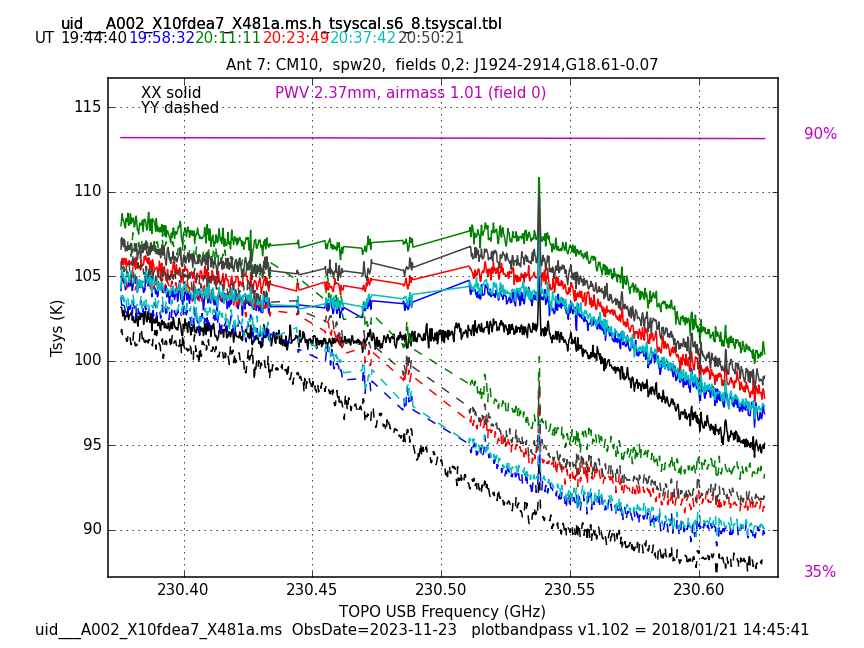 uid___A002_X10fdea7_X481a.ms.h_tsyscal.s6_8.tsyscal.tbl
UT 19:44:40 19:58:32 20:11:11 20:23:49 20:37:42 20:50:21
Ant 7: CM10,  spw20,  fields 0,2: J1924-2914,G18.61-0.07
XX solid
PWV 2.37mm, airmass 1.01 (field 0)
YY dashed
115
90%
110
105
100
95
90
35%
Tsys (K)
230.40 230.45 230.50 230.55 230.60
TOPO USB Frequency (GHz)
uid___A002_X10fdea7_X481a.ms  ObsDate=2023-11-23   plotbandpass v1.102 = 2018/01/21 14:45:41